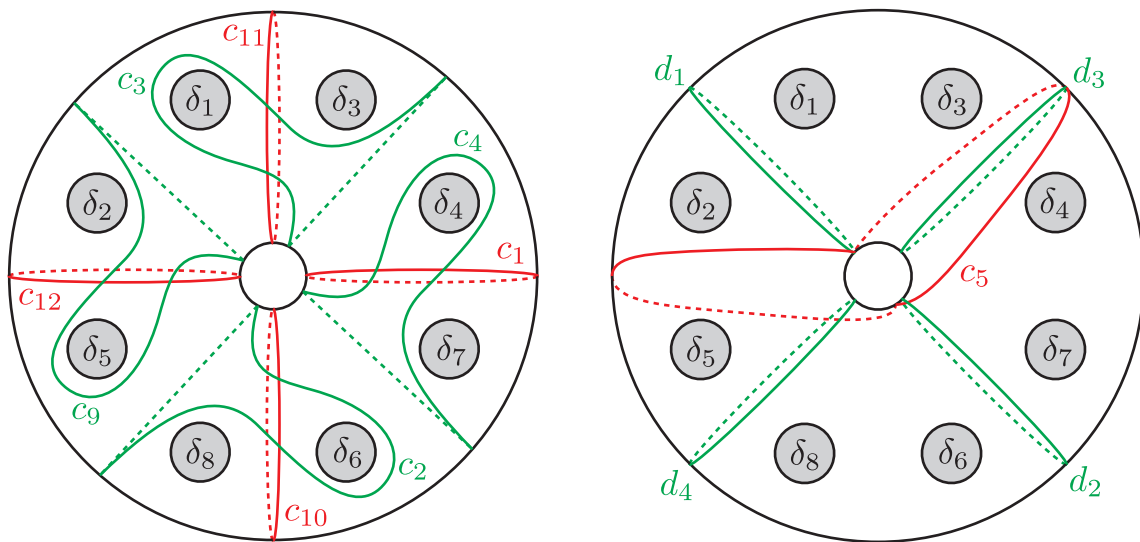 c₁₁
c₃
δ₁
δ₃
c₄
δ₂
δ₄
c₁
c₁₂
δ₅
δ₇
c₉
δ₈
δ₆
c₂
c₁₀
d₁
d₃
δ₁
δ₃
δ₂
δ₄
c₅
δ₅
δ₇
δ₈
δ₆
d₄
d₂